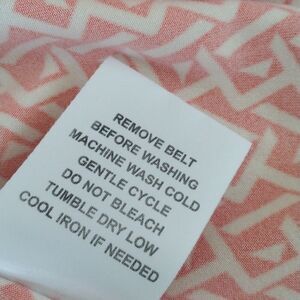 REMOVE BELT
BEFORE WASHING
MACHINE WASH COLD
GENTLE CYCLE
DO NOT BLEACH
TUMBLE DRY LOW
COOL IRON IF NEEDED